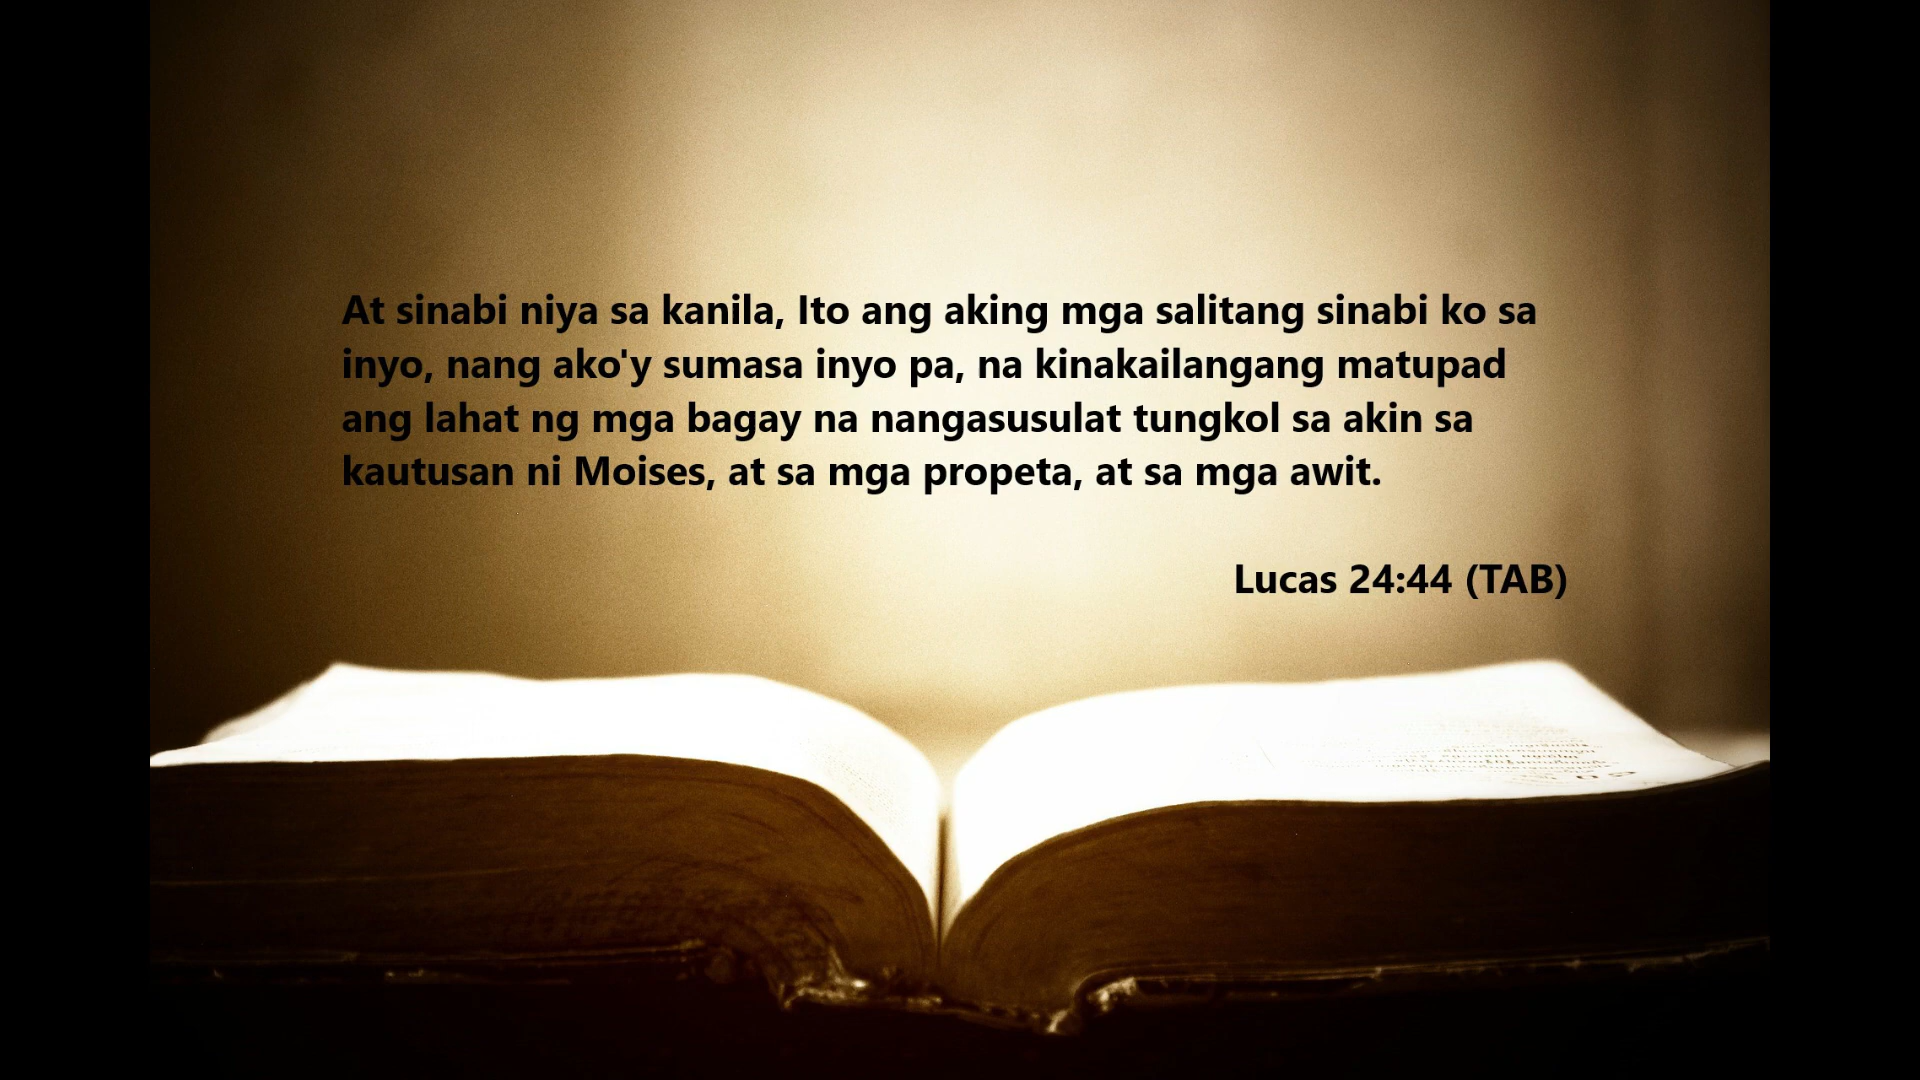 At sinabi niya sa kanila, Ito ang aking mga salitang sinabi ko sa
inyo, nang ako'y sumasa inyo pa, na kinakailangang matupad
ang lahat ng mga bagay na nangasusulat tungkol sa akin sa
kautusan ni Moises, at sa mga propeta, at sa mga awit.
Lucas 24:44 (TAB)